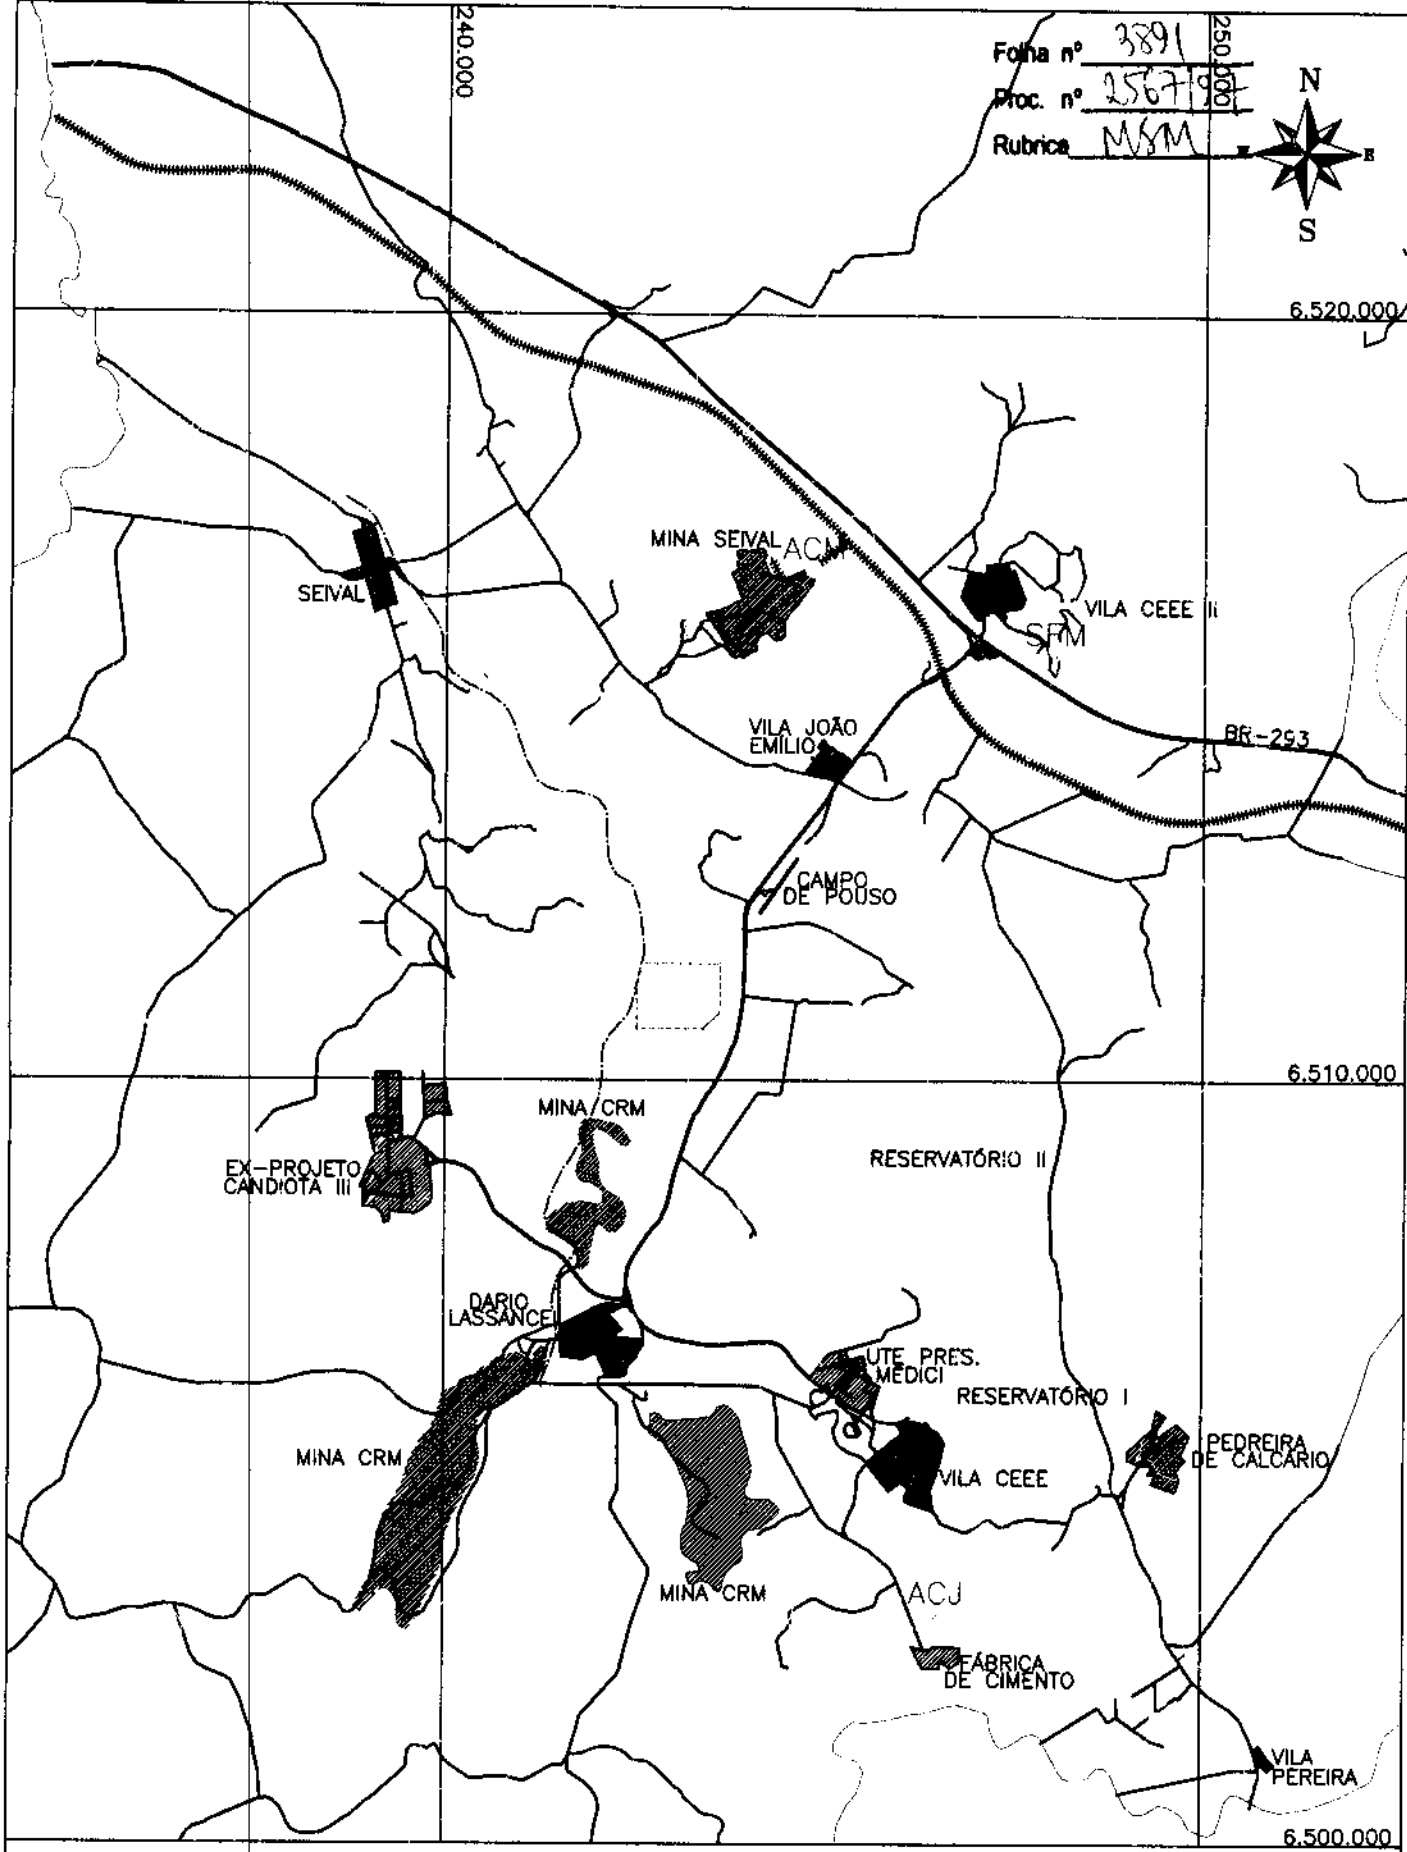 240.000
250.000
Folha nº 3891
Proc. nº 2567/97
Rubrica MSM
N
W E
S
6.520.000
MINA SEIVAL
ACM
SEIVAL
VILA CEEE II
SFM
VILA JOÃO
EMÍLIO
BR-293
CAMPO
DE POUSO
6.510.000
MINA CRM
RESERVATÓRIO II
EX-PROJETO
CANDIOTA III
DARIO
LASSANCE
UTE PRES.
MEDICI
RESERVATÓRIO I
MINA CRM
PEDREIRA
DE CALCARIO
VILA CEEE
MINA CRM
ACJ
FÁBRICA
DE CIMENTO
VILA
PEREIRA
6.500.000